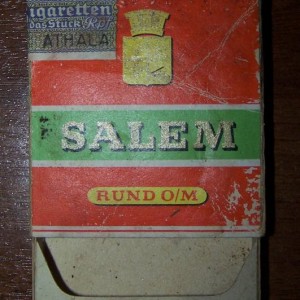 igaretten
das Stück
ATHALA
SALEM
RUND O/M